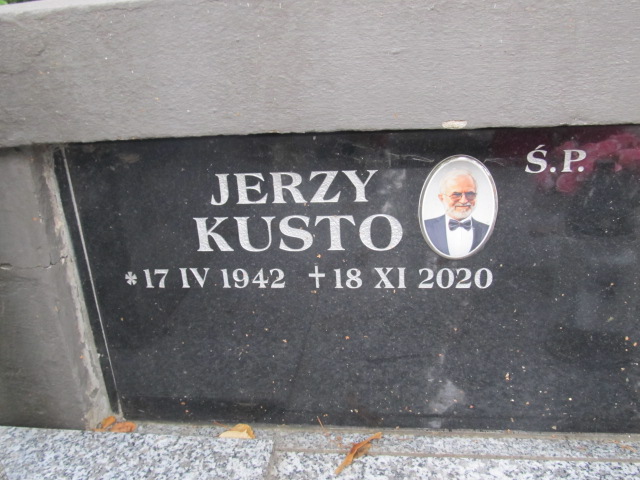 Ś.P.
JERZY
KUSTO
* 17 IV 1942 † 18 XI 2020